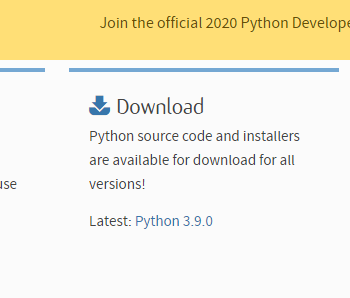 Join the official 2020 Python Develope
Download
Python source code and installers
are available for download for all
use
versions!
Latest: Python 3.9.0